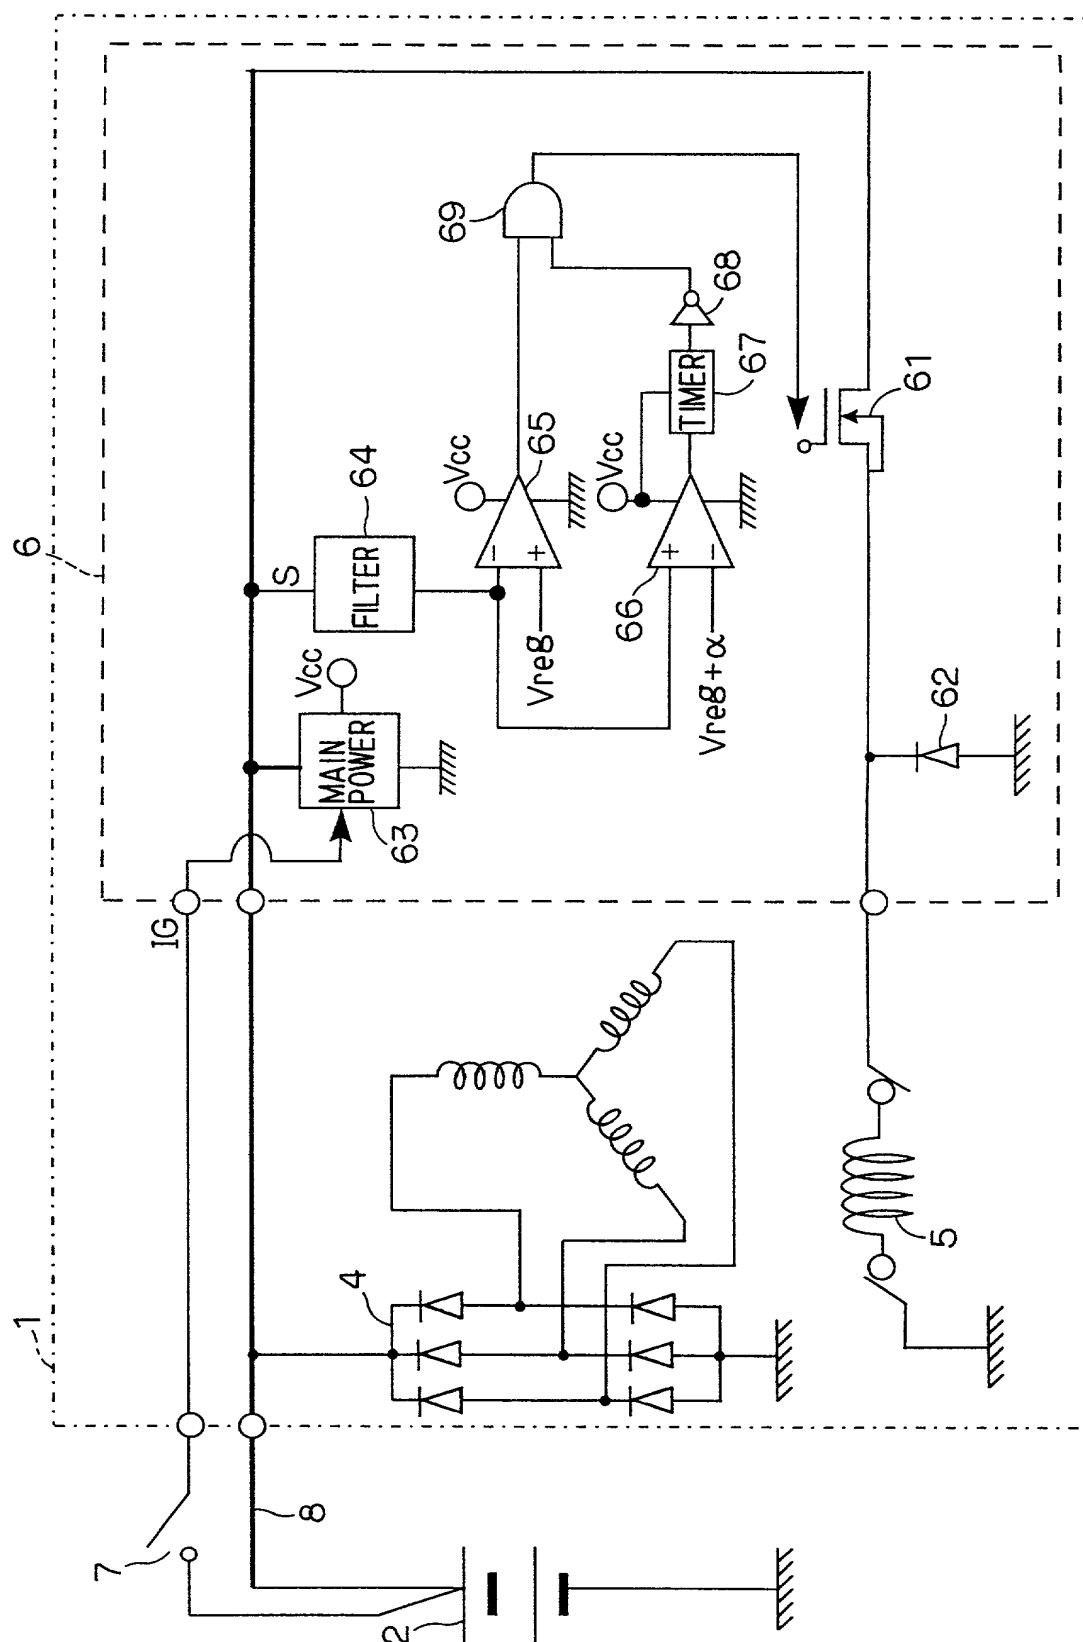 1
6
7
IG
8
2
4
5
S
FILTER
64
MAIN
POWER
63
Vcc
Vcc
65
-
+
Vreg
Vcc
66
+
-
Vreg+α
TIMER
67
68
69
61
62